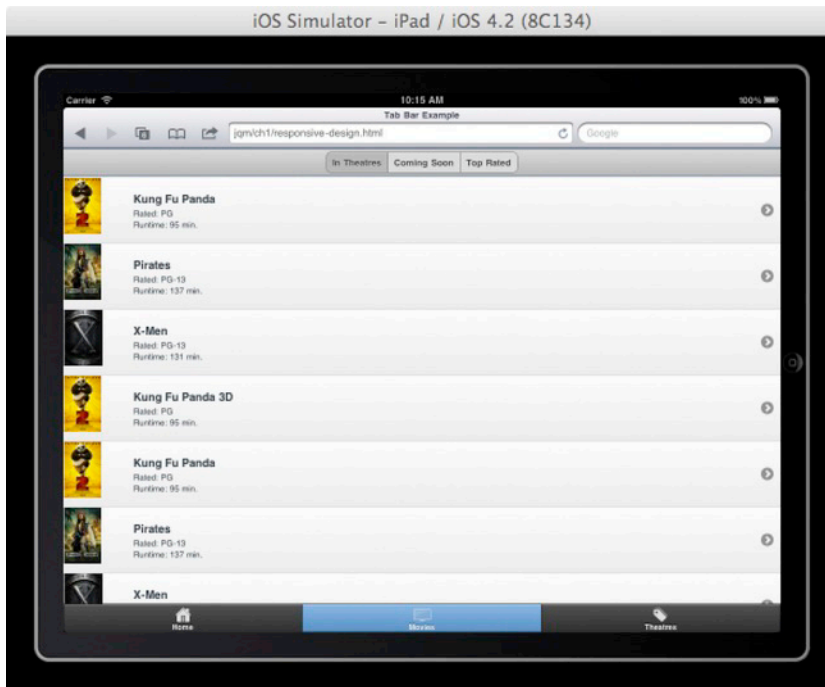 iOS Simulator – iPad / iOS 4.2 (8C134)
Carrier 10:15 AM 100%
Tab Bar Example
jqm/ch1/responsive-design.html Google
In Theatres Coming Soon Top Rated
Kung Fu Panda
Rated: PG
Runtime: 95 min.
Pirates
Rated: PG-13
Runtime: 137 min.
X-Men
Rated: PG-13
Runtime: 131 min.
Kung Fu Panda 3D
Rated: PG
Runtime: 95 min.
Kung Fu Panda
Rated: PG
Runtime: 95 min.
Pirates
Rated: PG-13
Runtime: 137 min.
X-Men
Home Movies Theatres